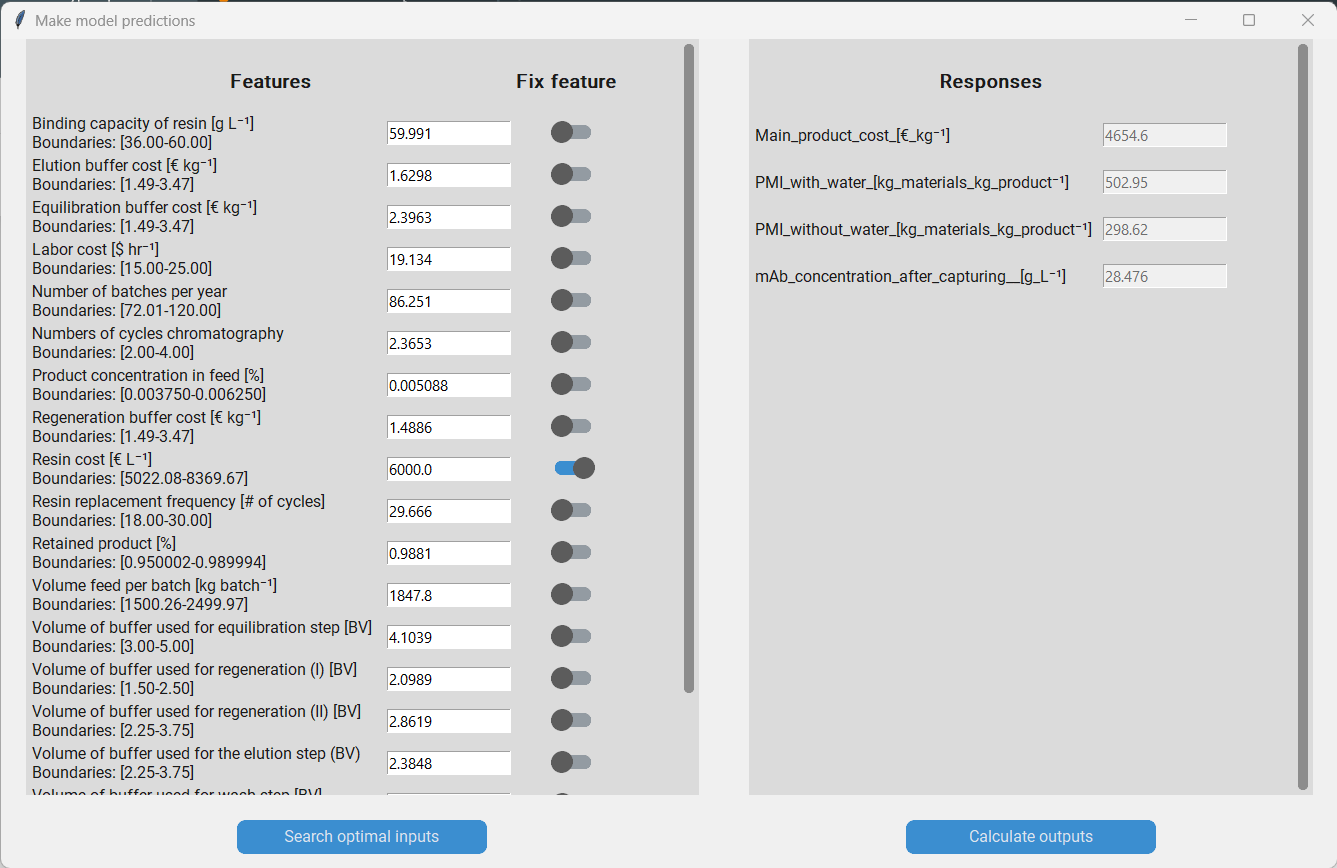 Make model predictions
Features
Fix feature
Binding capacity of resin [g L⁻¹]
Boundaries: [36.00-60.00]
59.991
Elution buffer cost [€ kg⁻¹]
Boundaries: [1.49-3.47]
1.6298
Equilibration buffer cost [€ kg⁻¹]
Boundaries: [1.49-3.47]
2.3963
Labor cost [$ hr⁻¹]
Boundaries: [15.00-25.00]
19.134
Number of batches per year
Boundaries: [72.01-120.00]
86.251
Numbers of cycles chromatography
Boundaries: [2.00-4.00]
2.3653
Product concentration in feed [%]
Boundaries: [0.003750-0.006250]
0.005088
Regeneration buffer cost [€ kg⁻¹]
Boundaries: [1.49-3.47]
1.4886
Resin cost [€ L⁻¹]
Boundaries: [5022.08-8369.67]
6000.0
Resin replacement frequency [# of cycles]
Boundaries: [18.00-30.00]
29.666
Retained product [%]
Boundaries: [0.950002-0.989994]
0.9881
Volume feed per batch [kg batch⁻¹]
Boundaries: [1500.26-2499.97]
1847.8
Volume of buffer used for equilibration step [BV]
Boundaries: [3.00-5.00]
4.1039
Volume of buffer used for regeneration (I) [BV]
Boundaries: [1.50-2.50]
2.0989
Volume of buffer used for regeneration (II) [BV]
Boundaries: [2.25-3.75]
2.8619
Volume of buffer used for the elution step (BV)
Boundaries: [2.25-3.75]
2.3848
Volume of buffer used for wash step [BV]
Search optimal inputs
Responses
Main_product_cost_[€_kg⁻¹]
4654.6
PMI_with_water_[kg_materials_kg_product⁻¹]
502.95
PMI_without_water_[kg_materials_kg_product⁻¹]
298.62
mAb_concentration_after_capturing__[g_L⁻¹]
28.476
Calculate outputs